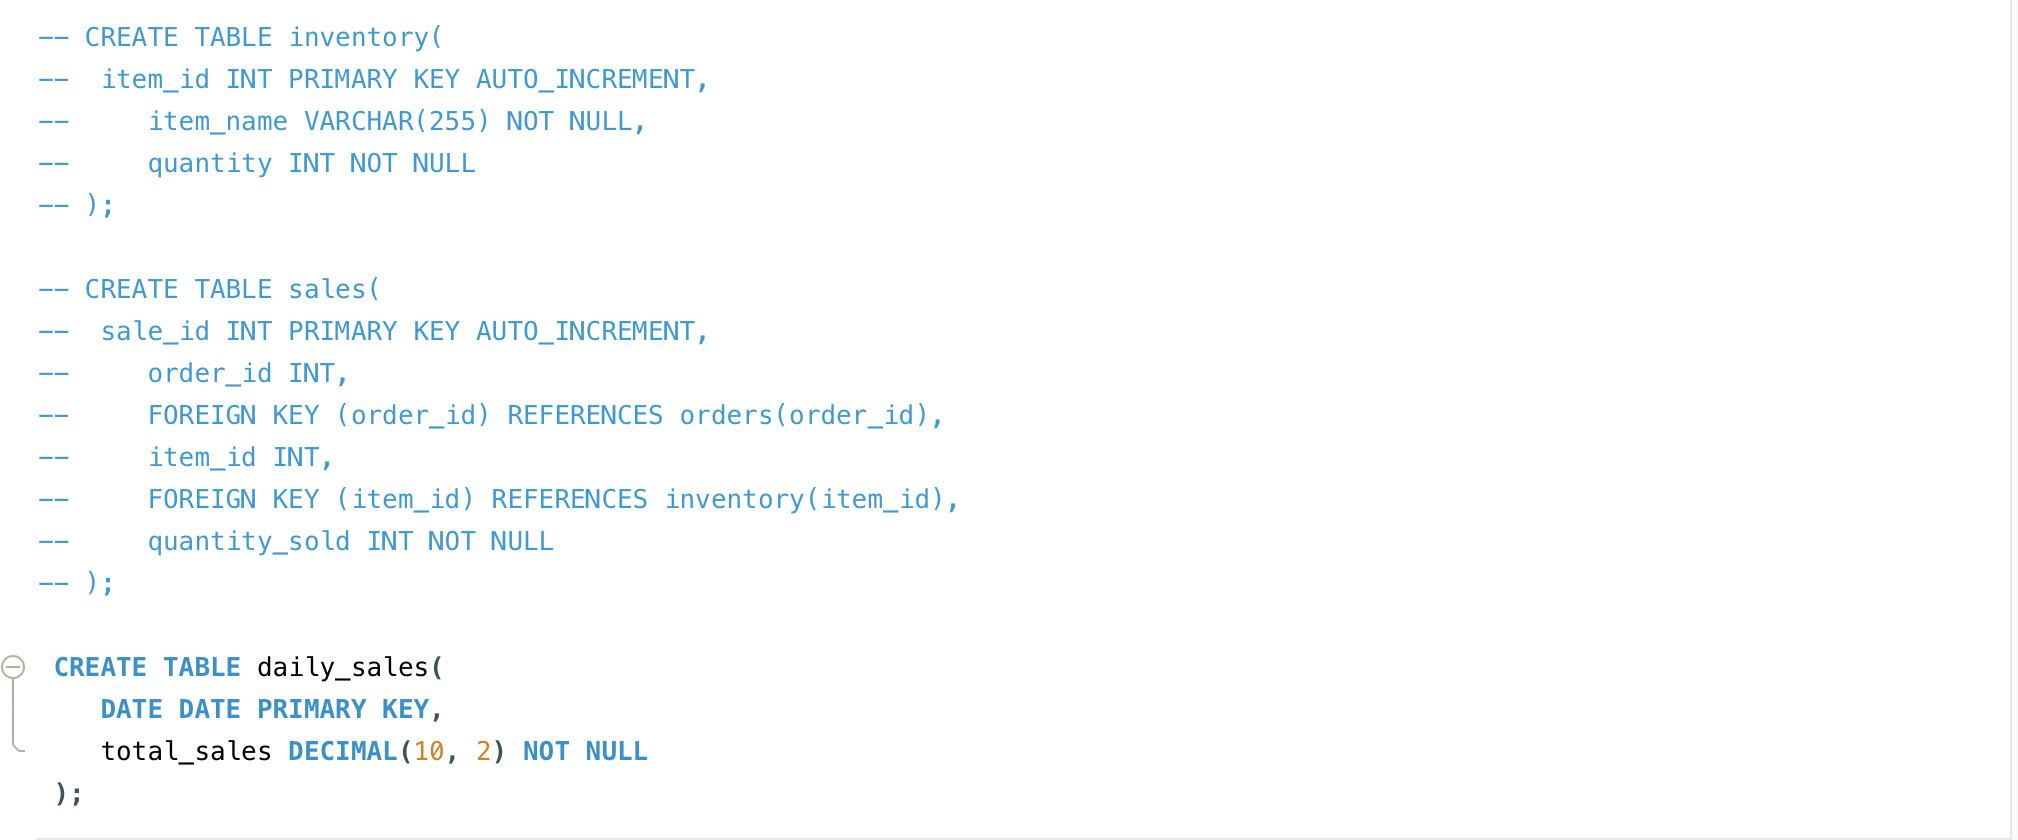 -- CREATE TABLE inventory(
--  item_id INT PRIMARY KEY AUTO_INCREMENT,
--     item_name VARCHAR(255) NOT NULL,
--     quantity INT NOT NULL
-- );
-- CREATE TABLE sales(
--  sale_id INT PRIMARY KEY AUTO_INCREMENT,
--     order_id INT,
--     FOREIGN KEY (order_id) REFERENCES orders(order_id),
--     item_id INT,
--     FOREIGN KEY (item_id) REFERENCES inventory(item_id),
--     quantity_sold INT NOT NULL
-- );
CREATE TABLE daily_sales(
   DATE DATE PRIMARY KEY,
   total_sales DECIMAL(10, 2) NOT NULL
);